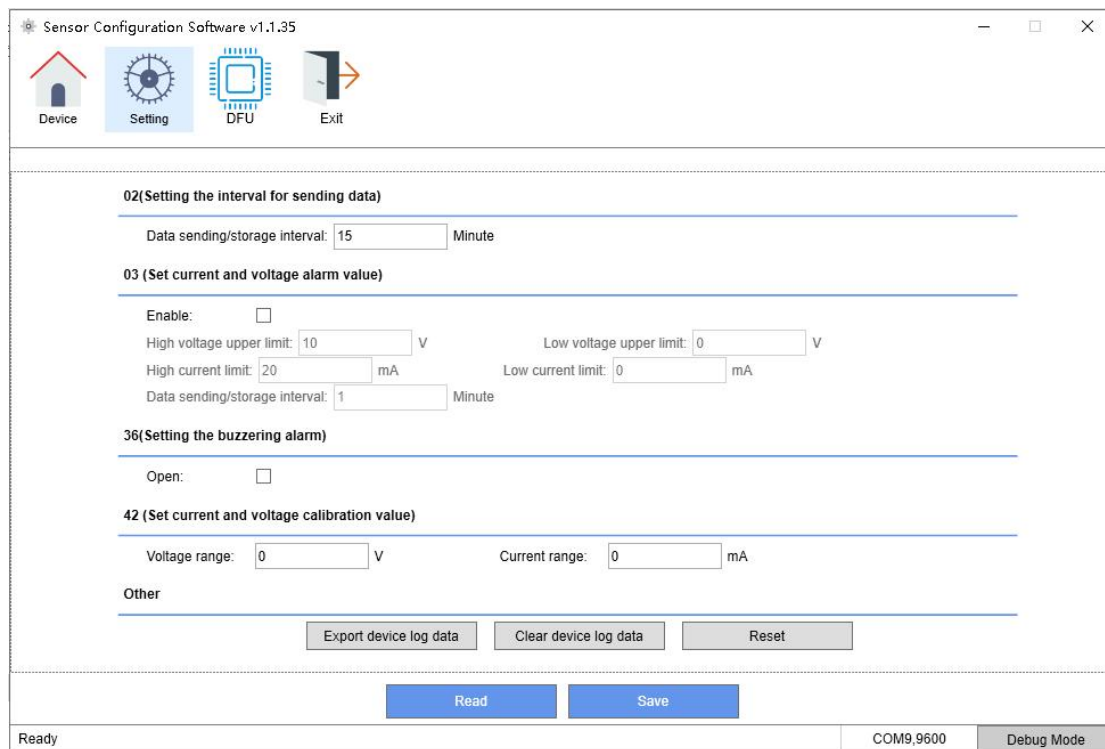 Sensor Configuration Software v1.1.35
Device Setting DFU Exit
02(Setting the interval for sending data)
Data sending/storage interval: 15 Minute
03 (Set current and voltage alarm value)
Enable:
High voltage upper limit: 10 V Low voltage upper limit: 0 V
High current limit: 20 mA Low current limit: 0 mA
Data sending/storage interval: 1 Minute
36(Setting the buzzering alarm)
Open:
42 (Set current and voltage calibration value)
Voltage range: 0 V Current range: 0 mA
Other
Export device log data Clear device log data Reset
Read Save
Ready COM9,9600 Debug Mode